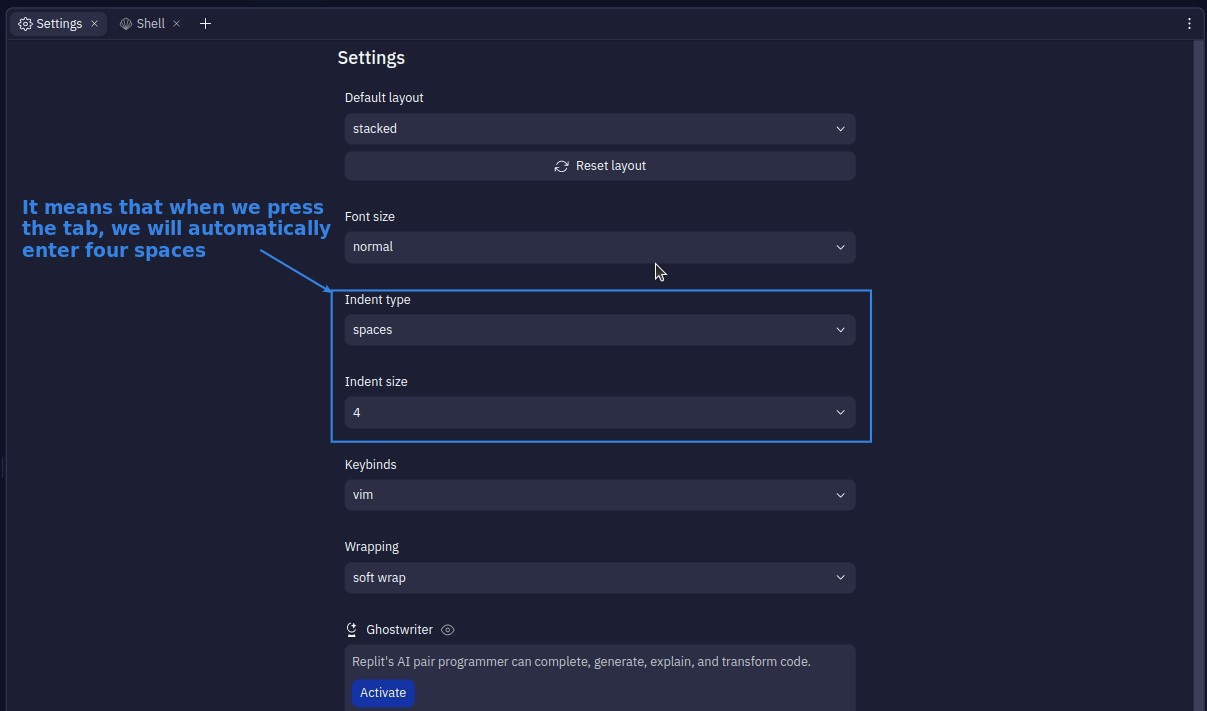 Settings
Shell
Settings
Default layout
stacked
Reset layout
It means that when we press
the tab, we will automatically
enter four spaces
Font size
normal
Indent type
spaces
Indent size
4
Keybinds
vim
Wrapping
soft wrap
Ghostwriter
Replit's AI pair programmer can complete, generate, explain, and transform code.
Activate